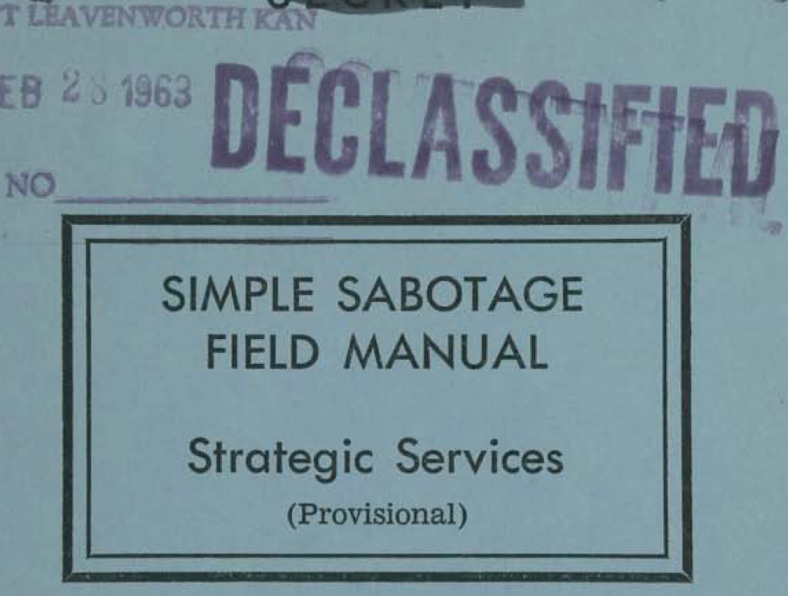 T LEAVENWORTH KAN
EB 2 1963
DECLASSIFIED
NO
SIMPLE SABOTAGE
FIELD MANUAL
Strategic Services
(Provisional)